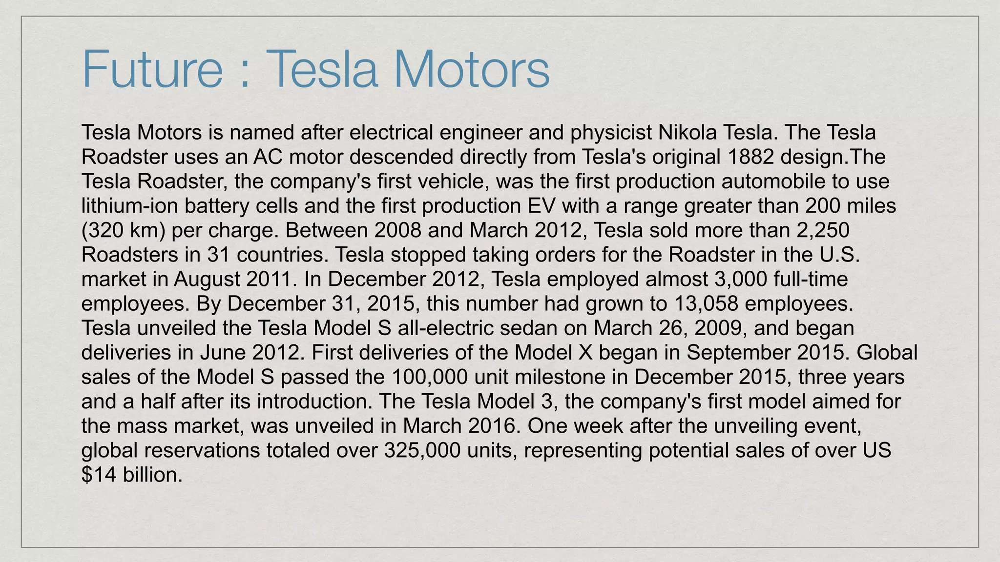 Future : Tesla Motors
Tesla Motors is named after electrical engineer and physicist Nikola Tesla. The Tesla
Roadster uses an AC motor descended directly from Tesla's original 1882 design.The
Tesla Roadster, the company's first vehicle, was the first production automobile to use
lithium-ion battery cells and the first production EV with a range greater than 200 miles
(320 km) per charge. Between 2008 and March 2012, Tesla sold more than 2,250
Roadsters in 31 countries. Tesla stopped taking orders for the Roadster in the U.S.
market in August 2011. In December 2012, Tesla employed almost 3,000 full-time
employees. By December 31, 2015, this number had grown to 13,058 employees.
Tesla unveiled the Tesla Model S all-electric sedan on March 26, 2009, and began
deliveries in June 2012. First deliveries of the Model X began in September 2015. Global
sales of the Model S passed the 100,000 unit milestone in December 2015, three years
and a half after its introduction. The Tesla Model 3, the company's first model aimed for
the mass market, was unveiled in March 2016. One week after the unveiling event,
global reservations totaled over 325,000 units, representing potential sales of over US
$14 billion.